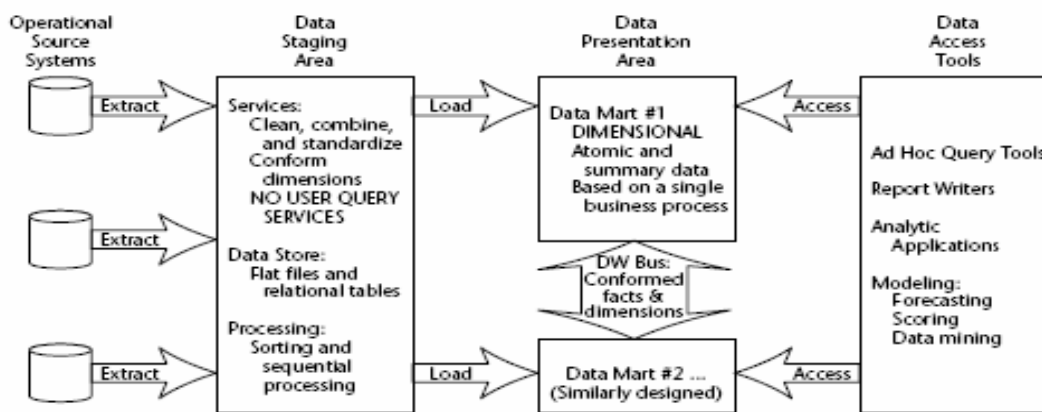 Operational
Source
Systems
Data
Staging
Area
Data
Presentation
Area
Data
Access
Tools
Extract
Extract
Extract
Services:
Clean, combine,
and standardize
Conform
dimensions
NO USER QUERY
SERVICES
Data Store:
Flat files and
relational tables
Processing:
Sorting and
sequential
processing
Load
Load
Data Mart #1
DIMENSIONAL
Atomic and
summary data
Based on a single
business process
DW Bus:
Conformed
facts &
dimensions
Data Mart #2 ...
(Similarly designed)
Access
Access
Ad Hoc Query Tools
Report Writers
Analytic
Applications
Modeling:
Forecasting
Scoring
Data mining